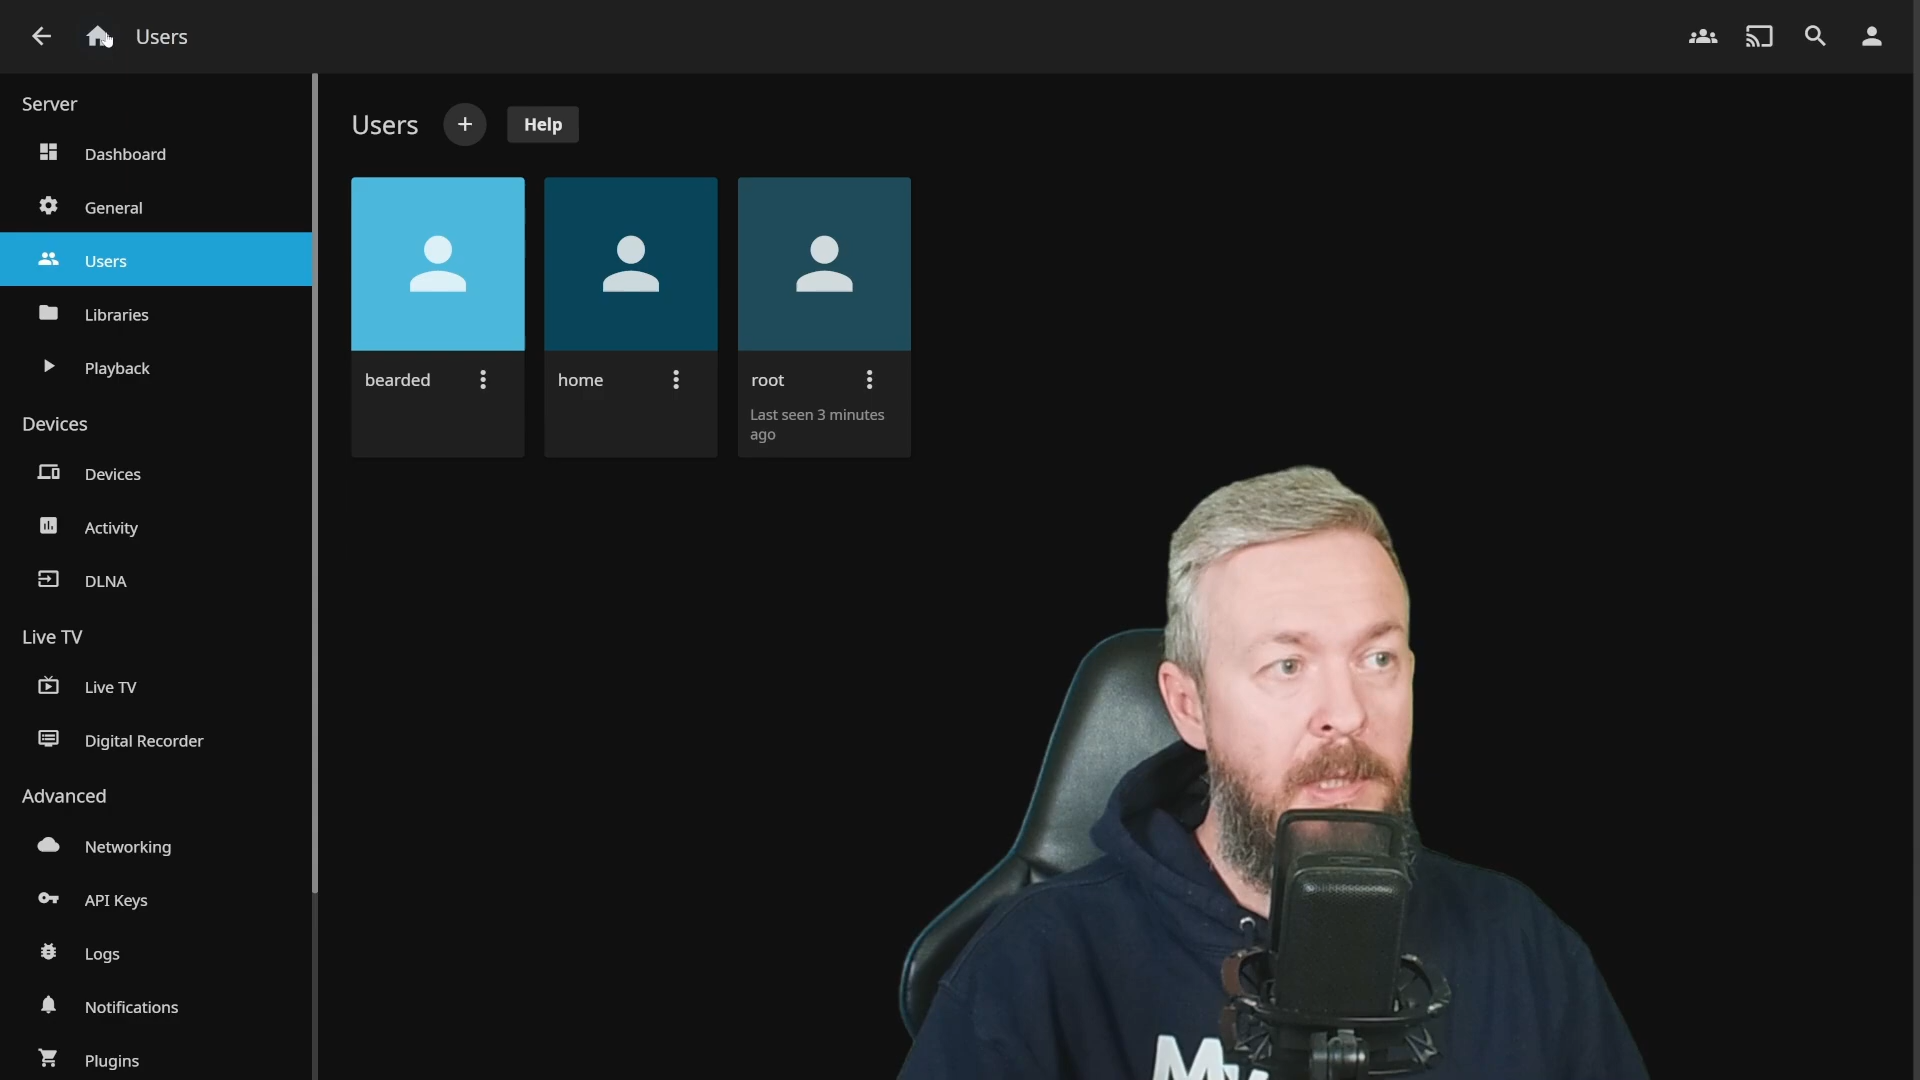 Users
Server
Dashboard
General
Users
Libraries
Playback
Devices
Devices
Activity
DLNA
Live TV
Live TV
Digital Recorder
Advanced
Networking
API Keys
Logs
Notifications
Plugins
Users
+
Help
bearded
home
root
Last seen 3 minutes
ago